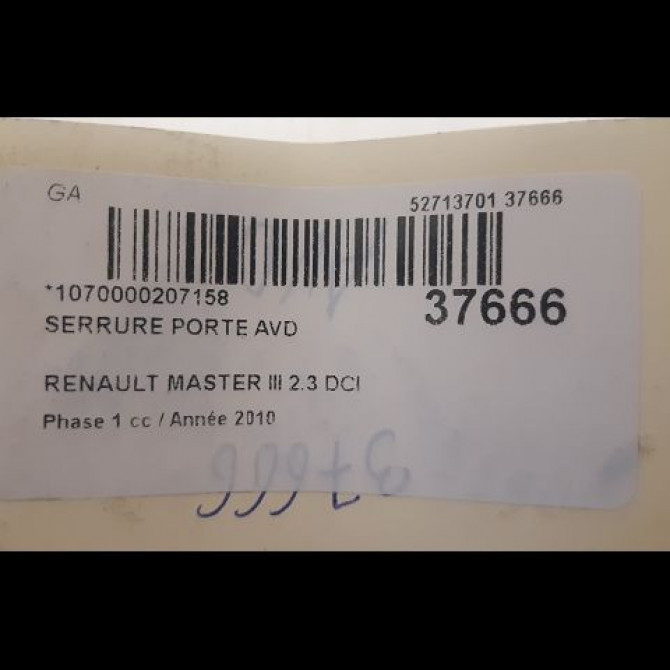 GA
52713701 37666
*1070000207158
37666
SERRURE PORTE AVD
RENAULT MASTER III 2.3 DCI
Phase 1 cc / Année 2010
37666